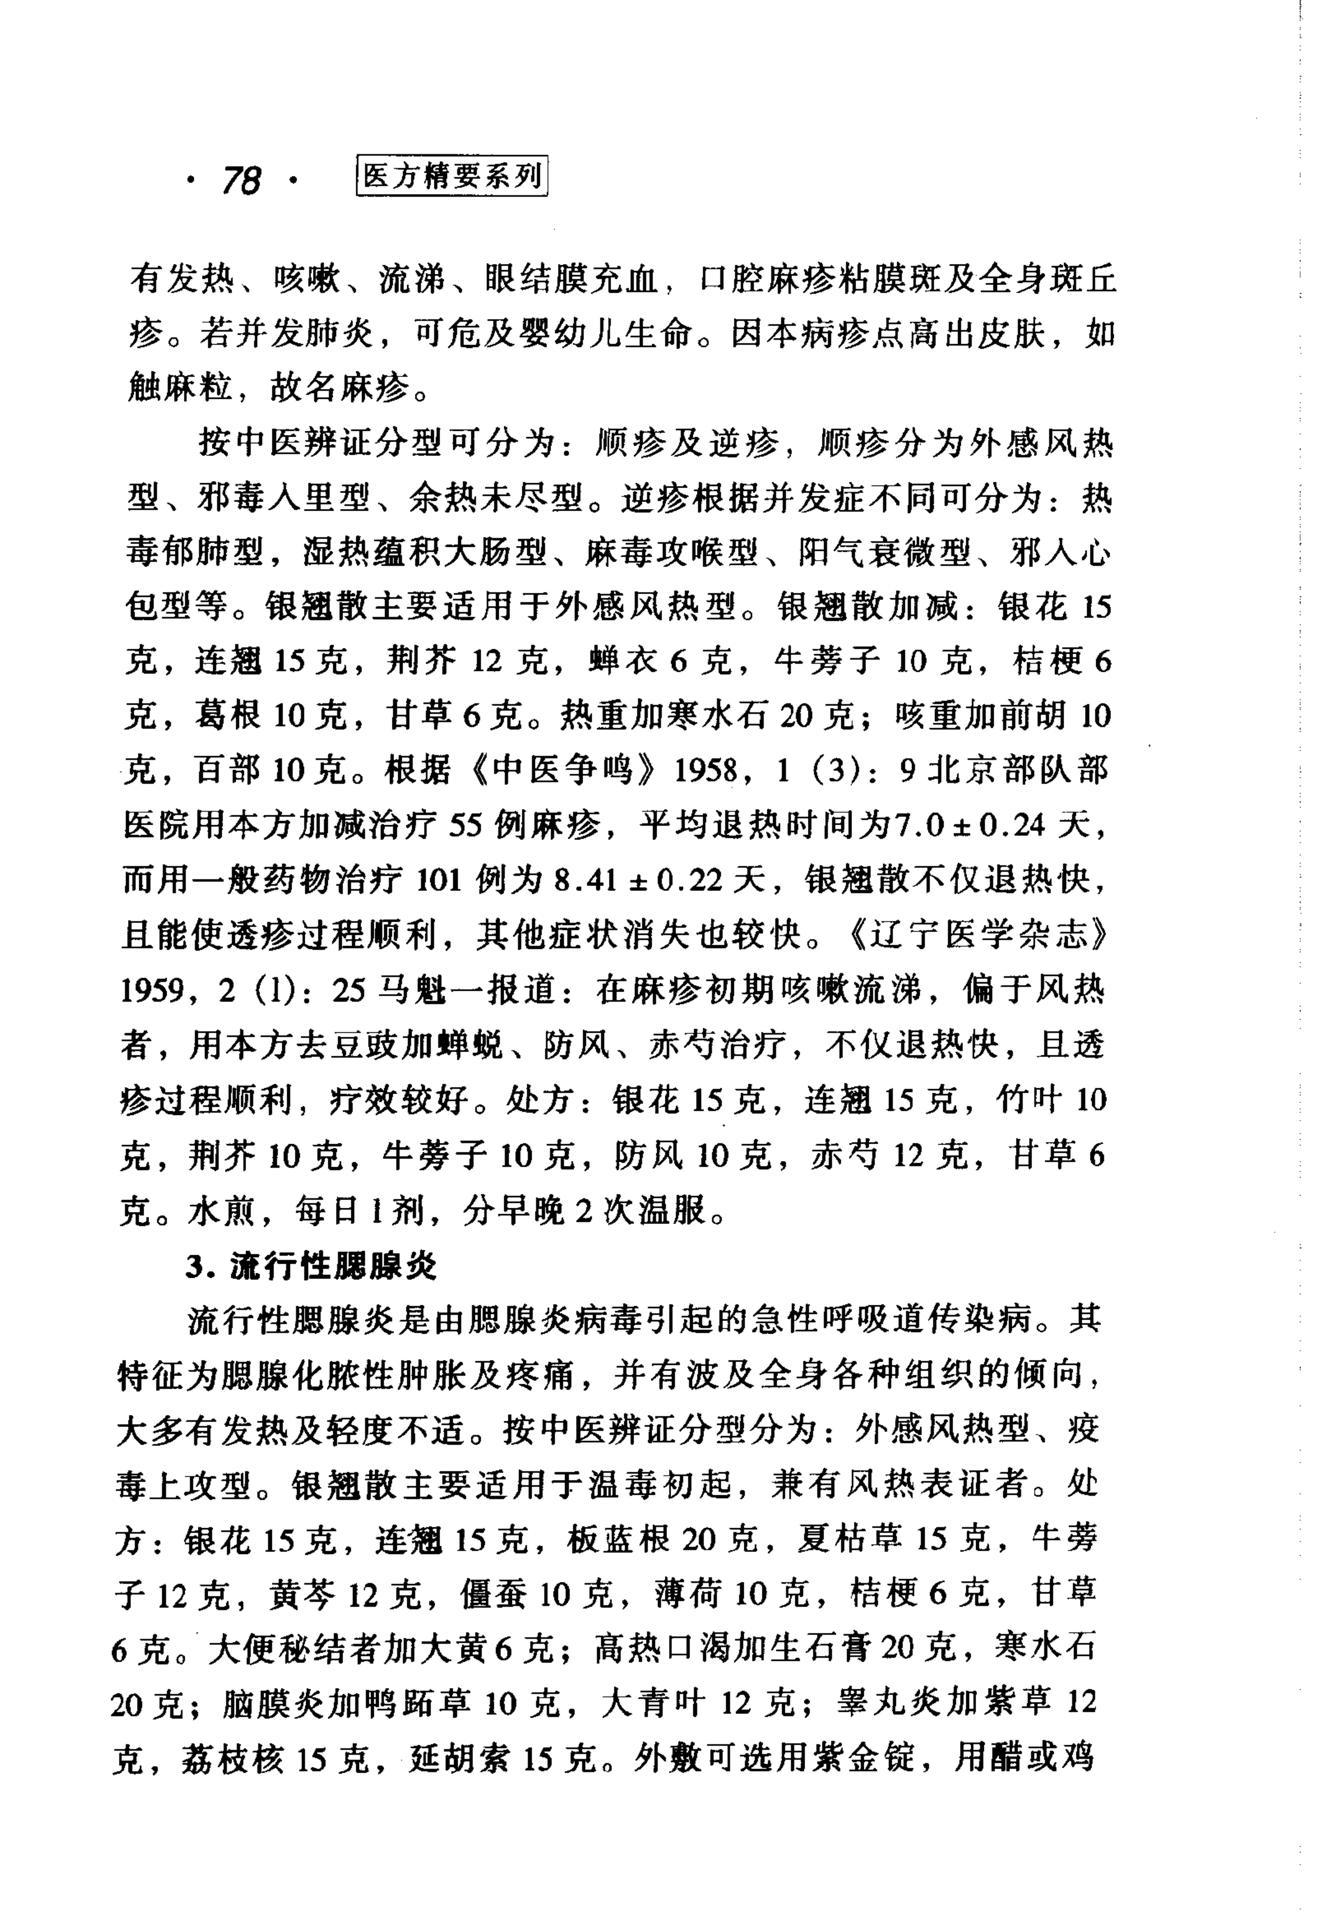 · 78 · 医方精要系列
有发热、咳嗽、流涕、眼结膜充血，口腔麻疹粘膜斑及全身斑丘
疹。若并发肺炎，可危及婴幼儿生命。因本病疹点高出皮肤，如
触麻粒，故名麻疹。
按中医辨证分型可分为：顺疹及逆疹，顺疹分为外感风热
型、邪毒入里型、余热未尽型。逆疹根据并发症不同可分为：热
毒郁肺型，湿热蕴积大肠型、麻毒攻喉型、阳气衰微型、邪入心
包型等。银翘散主要适用于外感风热型。银翘散加减：银花 15
克，连翘 15 克，荆芥 12 克，蝉衣 6 克，牛蒡子 10 克，桔梗 6
克，葛根 10 克，甘草 6 克。热重加寒水石 20 克；咳重加前胡 10
克，百部 10 克。根据《中医争鸣》1958，1（3）：9 北京部队部
医院用本方加减治疗 55 例麻疹，平均退热时间为7.0±0.24 天，
而用一般药物治疗 101 例为 8.41±0.22 天，银翘散不仅退热快，
且能使透疹过程顺利，其他症状消失也较快。《辽宁医学杂志》
1959，2（1）：25 马魁一报道：在麻疹初期咳嗽流涕，偏于风热
者，用本方去豆豉加蝉蜕、防风、赤芍治疗，不仅退热快，且透
疹过程顺利，疗效较好。处方：银花 15 克，连翘 15 克，竹叶 10
克，荆芥 10 克，牛蒡子 10 克，防风 10 克，赤芍 12 克，甘草 6
克。水煎，每日 1 剂，分早晚 2 次温服。
3. 流行性腮腺炎
流行性腮腺炎是由腮腺炎病毒引起的急性呼吸道传染病。其
特征为腮腺化脓性肿胀及疼痛，并有波及全身各种组织的倾向，
大多有发热及轻度不适。按中医辨证分型分为：外感风热型、疫
毒上攻型。银翘散主要适用于温毒初起，兼有风热表证者。处
方：银花 15 克，连翘 15 克，板蓝根 20 克，夏枯草 15 克，牛蒡
子 12 克，黄芩 12 克，僵蚕 10 克，薄荷 10 克，桔梗 6 克，甘草
6 克。大便秘结者加大黄 6 克；高热口渴加生石膏 20 克，寒水石
20 克；脑膜炎加鸭跖草 10 克，大青叶 12 克；睾丸炎加紫草 12
克，荔枝核 15 克，延胡索 15 克。外敷可选用紫金锭，用醋或鸡